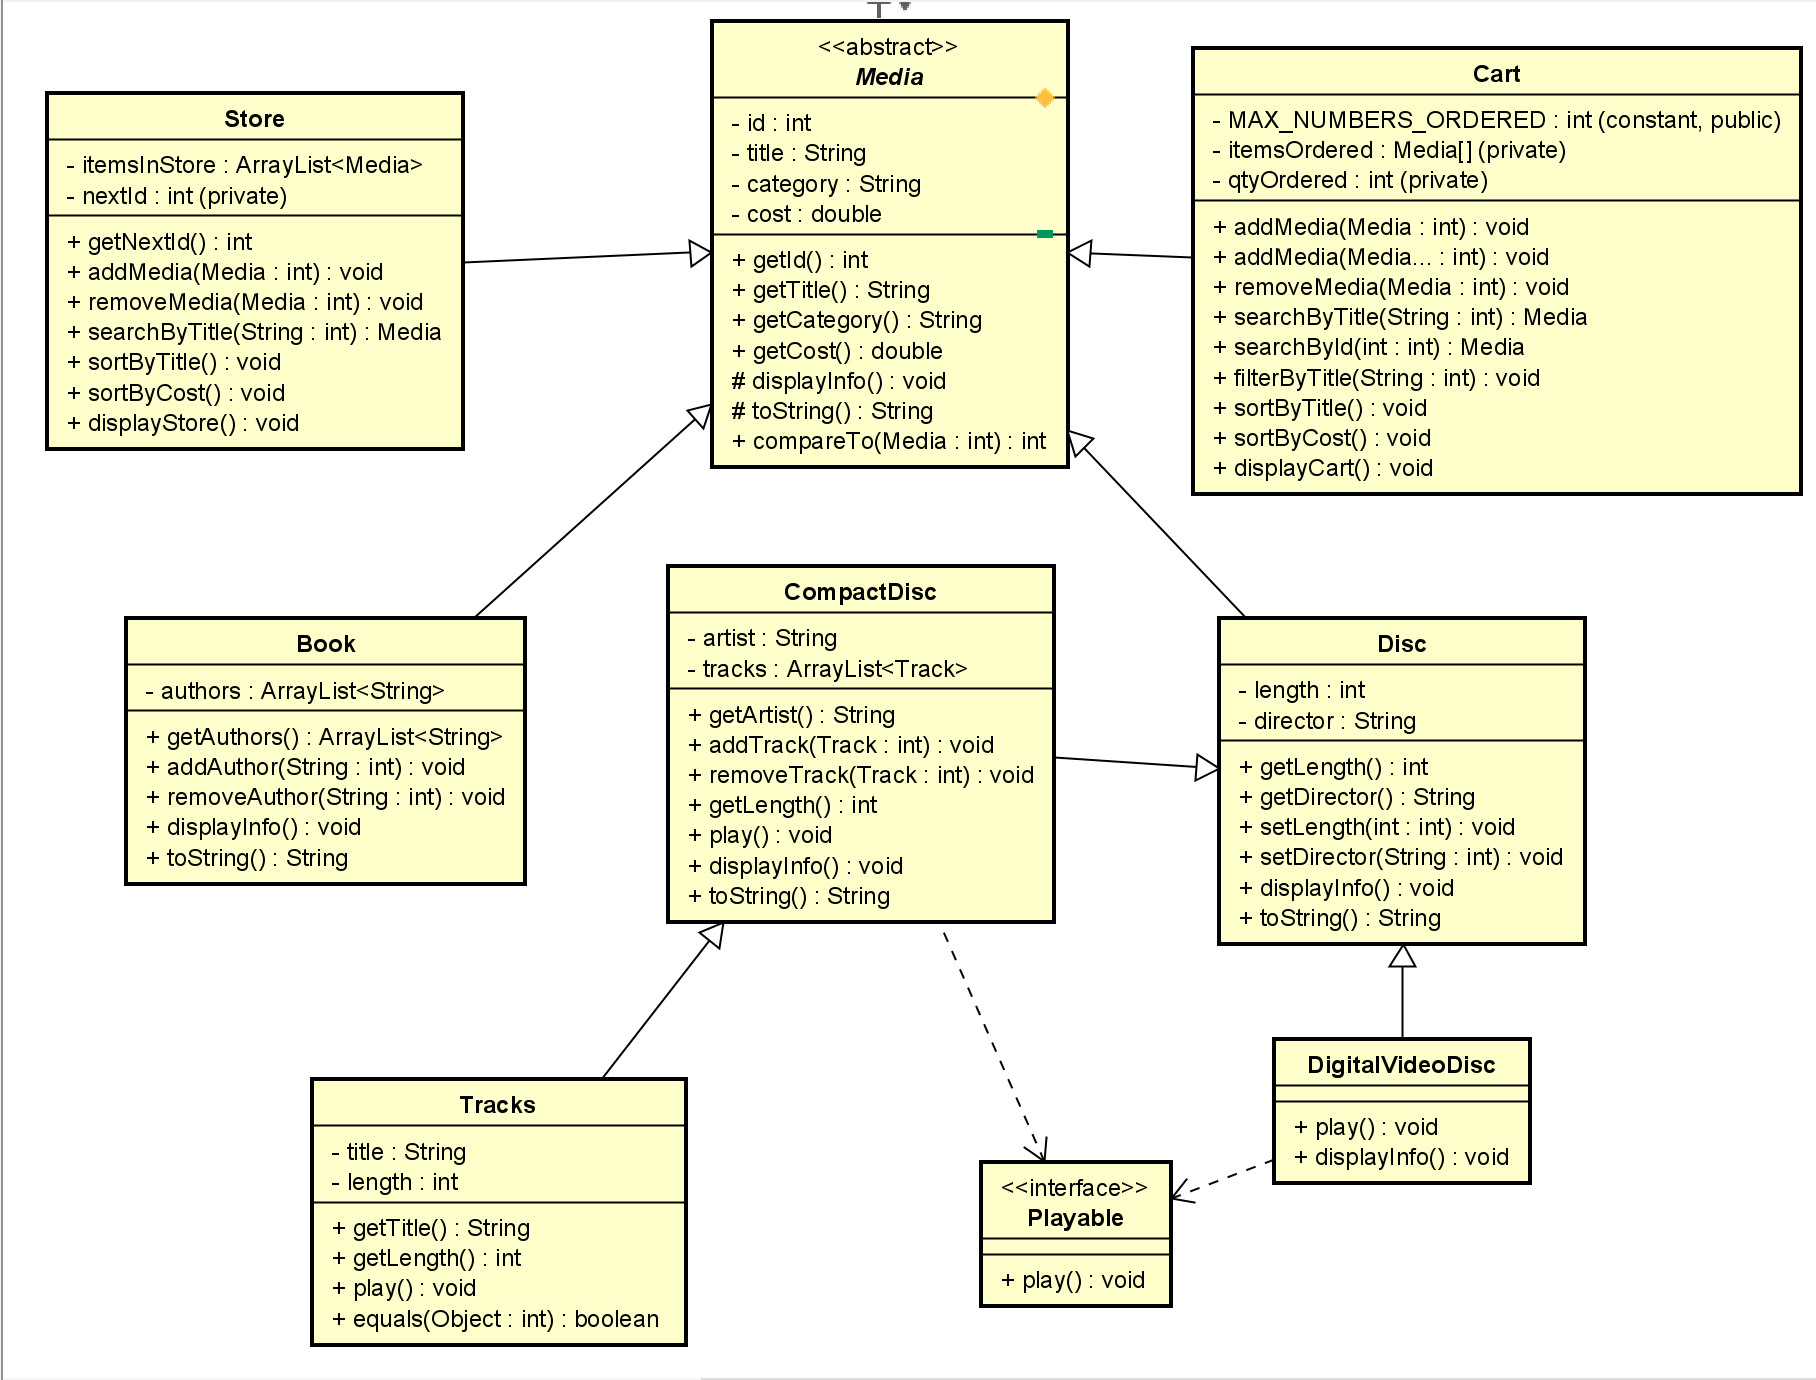 Store
- itemsInStore : ArrayList<Media>
- nextId : int (private)
+ getNextId() : int
+ addMedia(Media : int) : void
+ removeMedia(Media : int) : void
+ searchByTitle(String : int) : Media
+ sortByTitle() : void
+ sortByCost() : void
+ displayStore() : void
<<abstract>>
Media
- id : int
- title : String
- category : String
- cost : double
+ getId() : int
+ getTitle() : String
+ getCategory() : String
+ getCost() : double
# displayInfo() : void
# toString() : String
+ compareTo(Media : int) : int
Cart
- MAX_NUMBERS_ORDERED : int (constant, public)
- itemsOrdered : Media[] (private)
- qtyOrdered : int (private)
+ addMedia(Media : int) : void
+ addMedia(Media... : int) : void
+ removeMedia(Media : int) : void
+ searchByTitle(String : int) : Media
+ searchById(int : int) : Media
+ filterByTitle(String : int) : void
+ sortByTitle() : void
+ sortByCost() : void
+ displayCart() : void
Book
- authors : ArrayList<String>
+ getAuthors() : ArrayList<String>
+ addAuthor(String : int) : void
+ removeAuthor(String : int) : void
+ displayInfo() : void
+ toString() : String
CompactDisc
- artist : String
- tracks : ArrayList<Track>
+ getArtist() : String
+ addTrack(Track : int) : void
+ removeTrack(Track : int) : void
+ getLength() : int
+ play() : void
+ displayInfo() : void
+ toString() : String
Disc
- length : int
- director : String
+ getLength() : int
+ getDirector() : String
+ setLength(int : int) : void
+ setDirector(String : int) : void
+ displayInfo() : void
+ toString() : String
Tracks
- title : String
- length : int
+ getTitle() : String
+ getLength() : int
+ play() : void
+ equals(Object : int) : boolean
<<interface>>
Playable
+ play() : void
DigitalVideoDisc
+ play() : void
+ displayInfo() : void